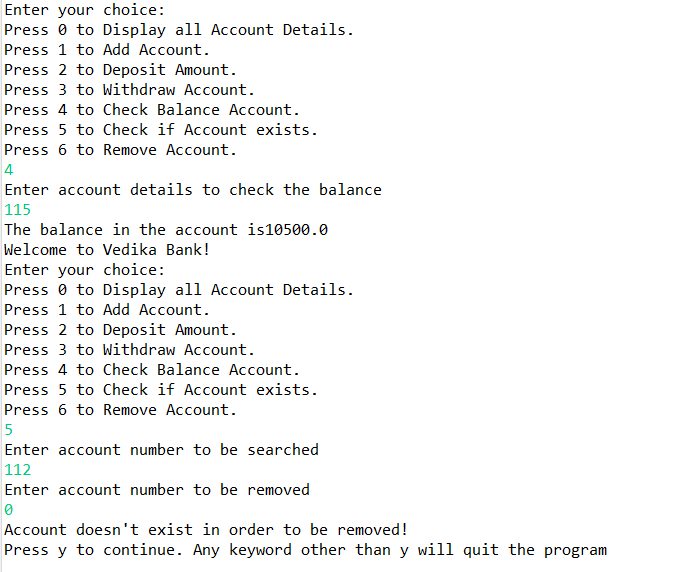 Enter your choice:
Press 0 to Display all Account Details.
Press 1 to Add Account.
Press 2 to Deposit Amount.
Press 3 to Withdraw Account.
Press 4 to Check Balance Account.
Press 5 to Check if Account exists.
Press 6 to Remove Account.
4
Enter account details to check the balance
115
The balance in the account is10500.0
Welcome to Vedika Bank!
Enter your choice:
Press 0 to Display all Account Details.
Press 1 to Add Account.
Press 2 to Deposit Amount.
Press 3 to Withdraw Account.
Press 4 to Check Balance Account.
Press 5 to Check if Account exists.
Press 6 to Remove Account.
5
Enter account number to be searched
112
Enter account number to be removed
0
Account doesn't exist in order to be removed!
Press y to continue. Any keyword other than y will quit the program